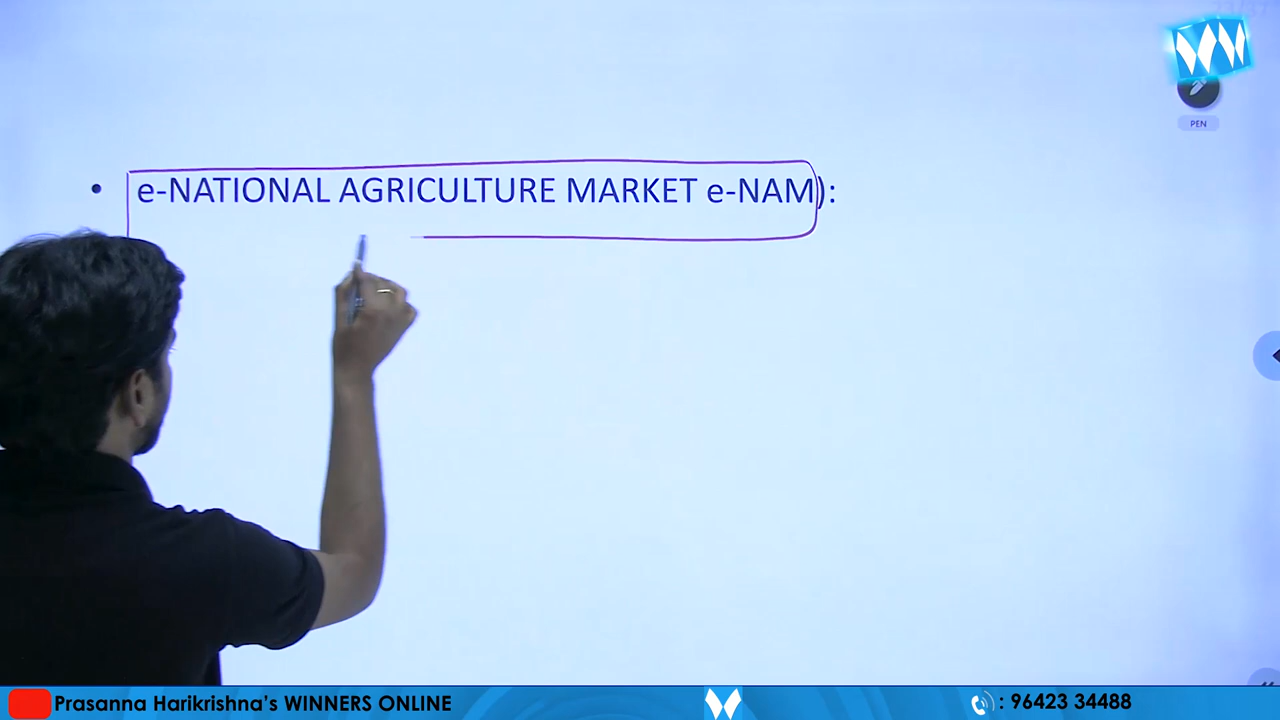 PEN
• e-NATIONAL AGRICULTURE MARKET e-NAM):
Prasanna Harikrishna's WINNERS ONLINE
: 96423 34488